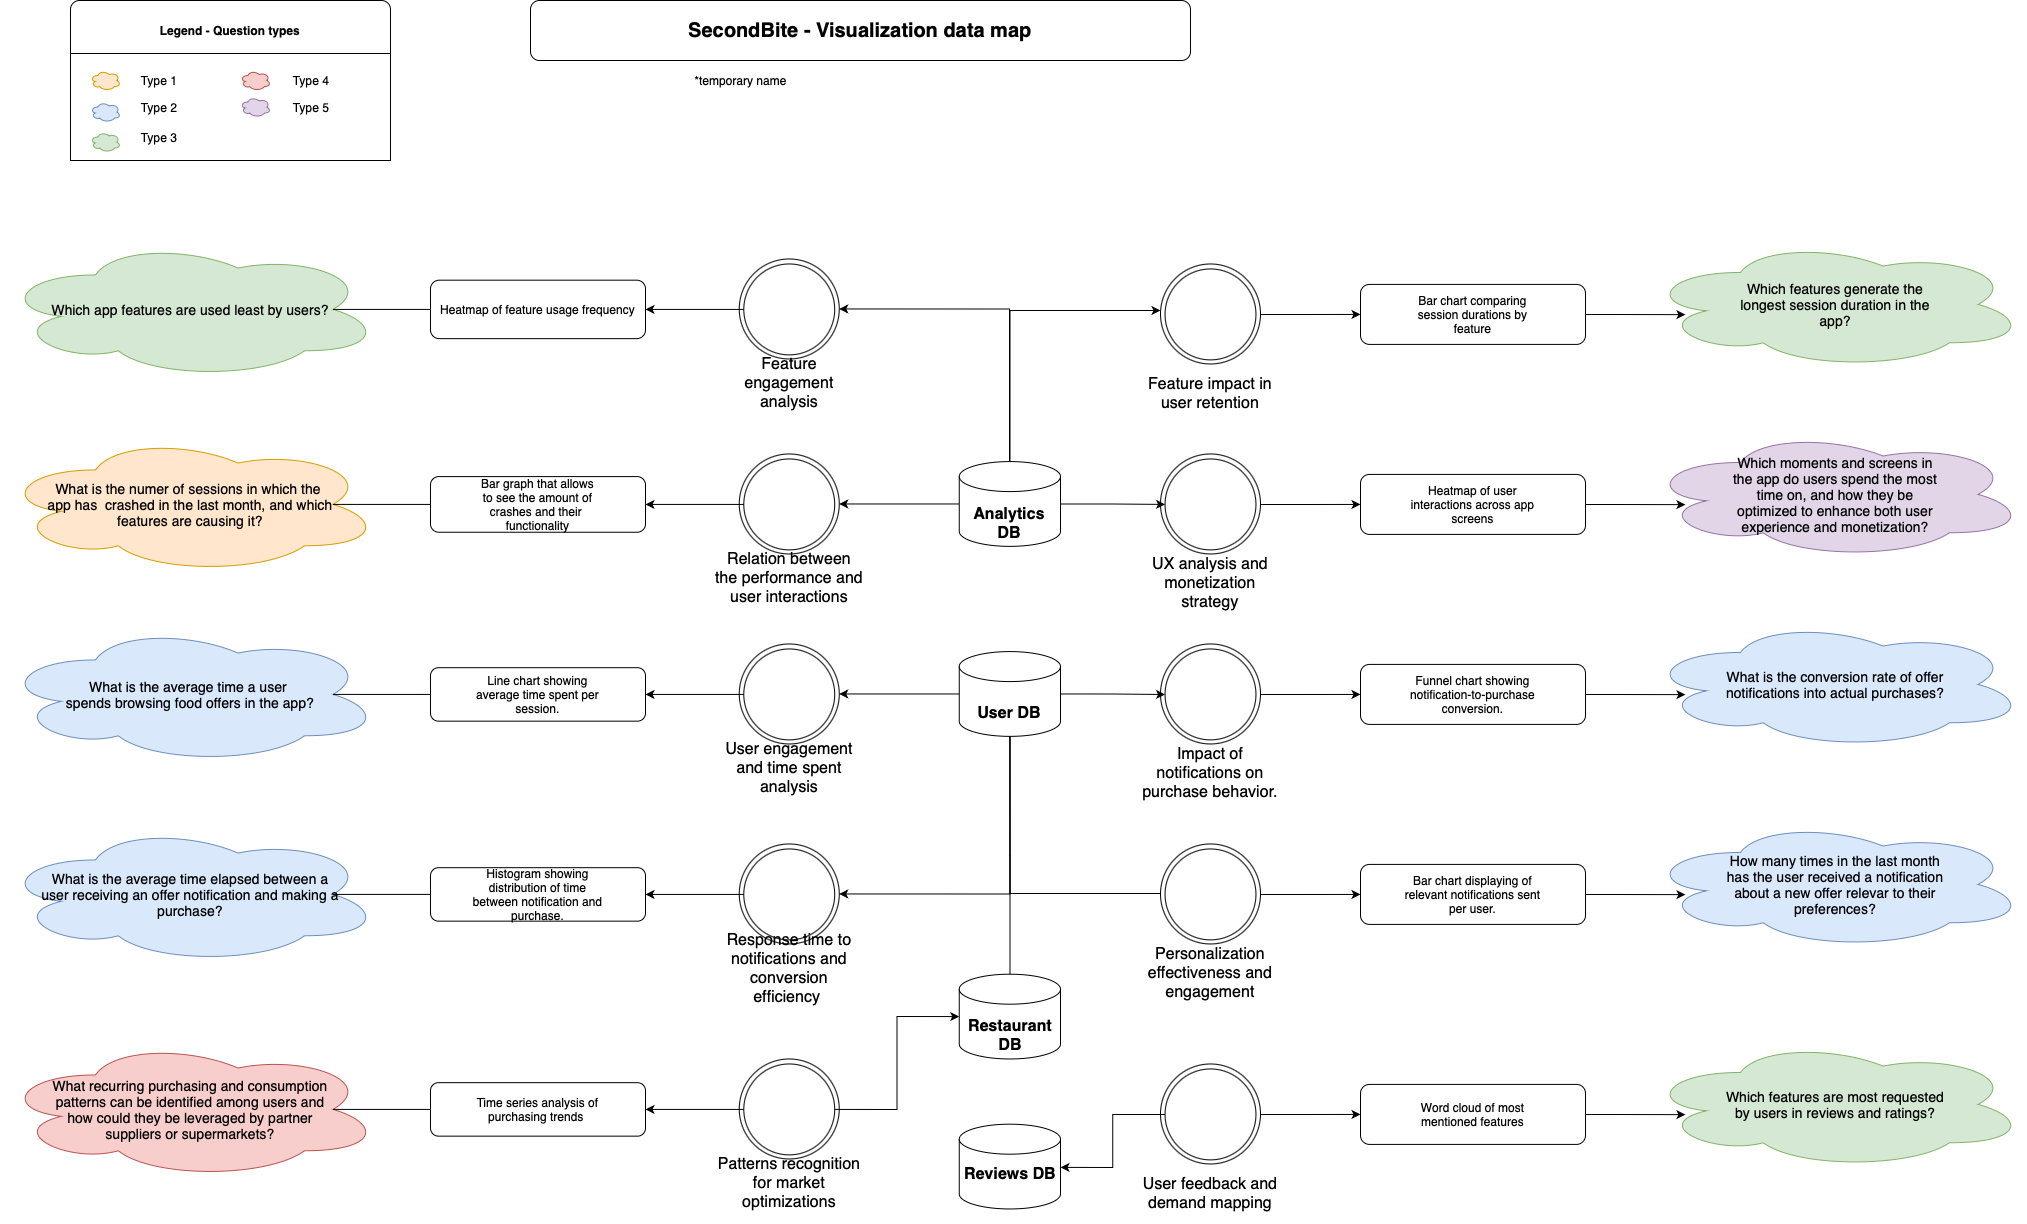 Legend - Question types
Type 1
Type 4
Type 2
Type 5
Type 3
SecondBite - Visualization data map
*temporary name
Which app features are used least by users?
Heatmap of feature usage frequency
Feature
engagement
analysis
Feature impact in
user retention
Bar chart comparing
session durations by
feature
Which features generate the
longest session duration in the
app?
What is the numer of sessions in which the
app has  crashed in the last month, and which
features are causing it?
Bar graph that allows
to see the amount of
crashes and their
functionality
Relation between
the performance and
user interactions
Analytics
DB
UX analysis and
monetization
strategy
Heatmap of user
interactions across app
screens
Which moments and screens in
the app do users spend the most
time on, and how they be
optimized to enhance both user
experience and monetization?
What is the average time a user
spends browsing food offers in the app?
Line chart showing
average time spent per
session.
User engagement
and time spent
analysis
User DB
Impact of
notifications on
purchase behavior.
Funnel chart showing
notification-to-purchase
conversion.
What is the conversion rate of offer
notifications into actual purchases?
What is the average time elapsed between a
user receiving an offer notification and making a
purchase?
Histogram showing
distribution of time
between notification and
purchase.
Response time to
notifications and
conversion
efficiency
Personalization
effectiveness and
engagement
Bar chart displaying of
relevant notifications sent
per user.
How many times in the last month
has the user received a notification
about a new offer relevar to their
preferences?
Restaurant
DB
What recurring purchasing and consumption
patterns can be identified among users and
how could they be leveraged by partner
suppliers or supermarkets?
Time series analysis of
purchasing trends
Patterns recognition
for market
optimizations
Reviews DB
User feedback and
demand mapping
Word cloud of most
mentioned features
Which features are most requested
by users in reviews and ratings?